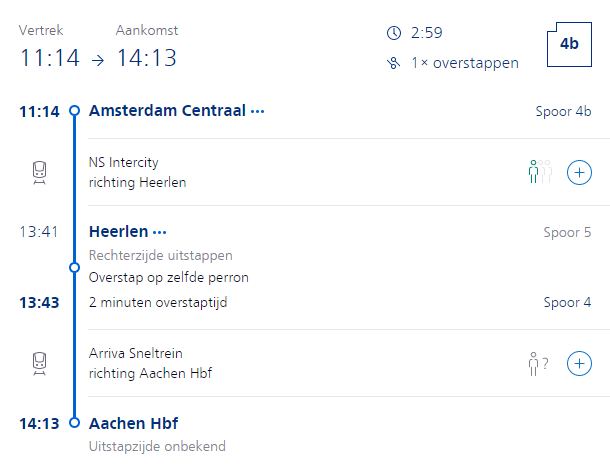 Vertrek Aankomst
11:14 → 14:13
2:59
1× overstappen
4b
11:14 Amsterdam Centraal ••• Spoor 4b
NS Intercity
richting Heerlen
13:41 Heerlen ••• Spoor 5
Rechterzijde uitstappen
Overstap op zelfde perron
13:43 2 minuten overstaptijd Spoor 4
Arriva Sneltrein
richting Aachen Hbf
?
14:13 Aachen Hbf
Uitstapzijde onbekend